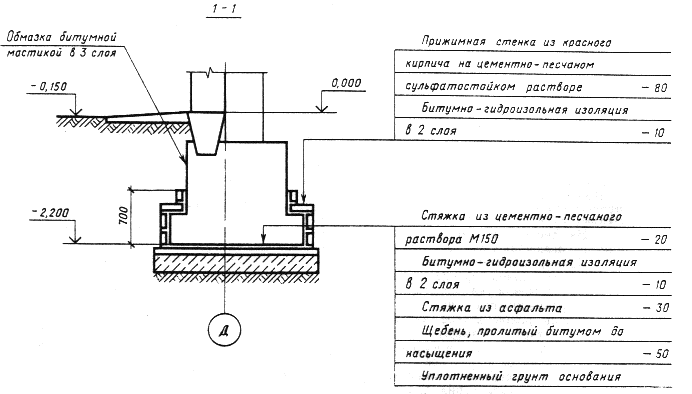 1-1
Обмазка битумной
мастикой в 3 слоя
-0,150
0,000
-2,200
700
Д
Прижимная стенка из красного
кирпича на цементно-песчаном
сульфатостойком растворе - 80
Битумно-гидроизольная изоляция
в 2 слоя - 10
Стяжка из цементно-песчаного
раствора М150 - 20
Битумно-гидроизольная изоляция
в 2 слоя - 10
Стяжка из асфальта - 30
Щебень, пролитый битумом до
насыщения - 50
Уплотненный грунт основания